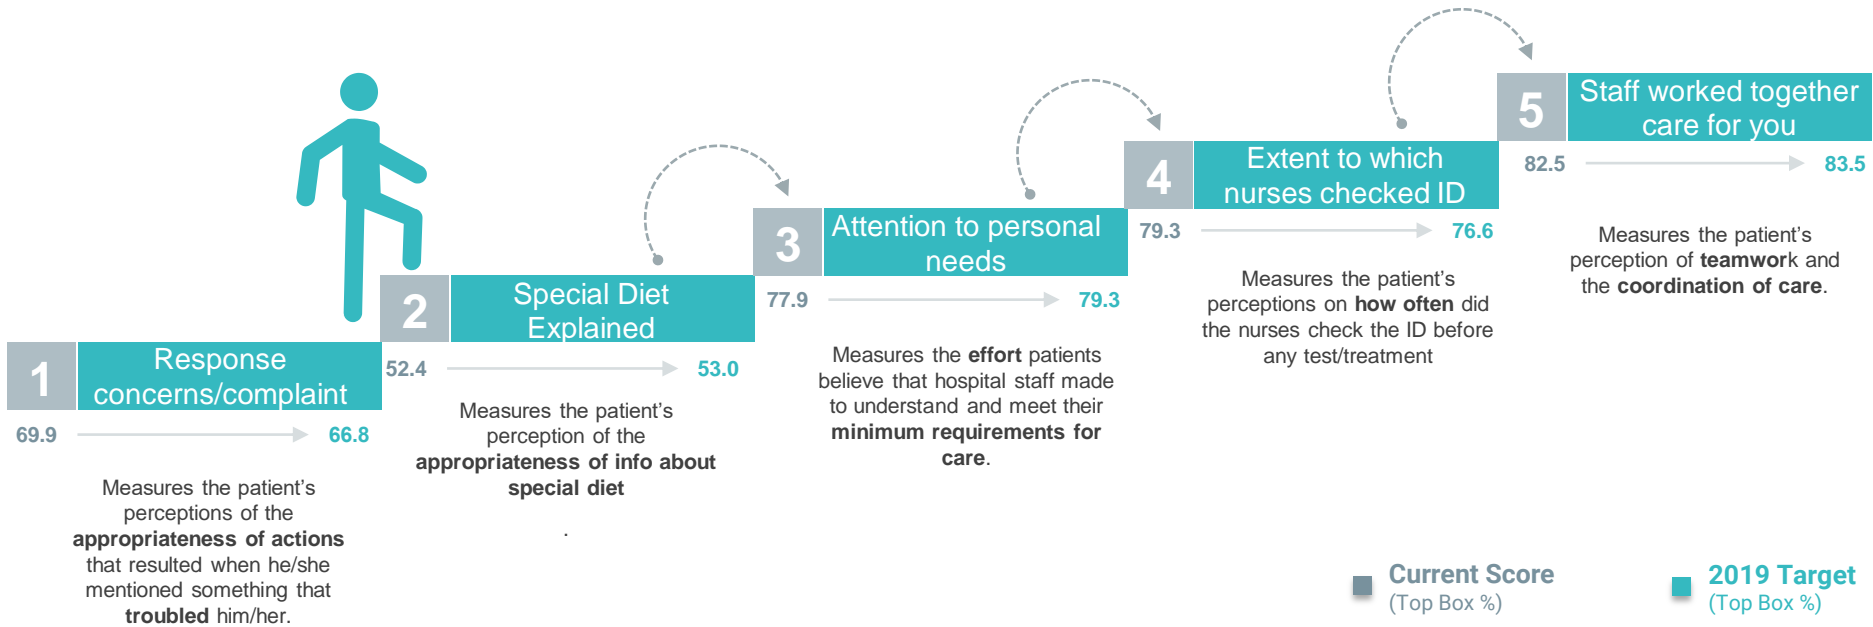 1
Response
concerns/complaint
69.9
66.8
Measures the patient's
perceptions of the
appropriateness of actions
that resulted when he/she
mentioned something that
troubled him/her.
2
Special Diet
Explained
52.4
53.0
Measures the patient's
perception of the
appropriateness of info about
special diet
.
3
Attention to personal
needs
77.9
79.3
Measures the effort patients
believe that hospital staff made
to understand and meet their
minimum requirements for
care.
4
Extent to which
nurses checked ID
79.3
76.6
Measures the patient's
perceptions on how often did
the nurses check the ID before
any test/treatment
5
Staff worked together
care for you
82.5
83.5
Measures the patient's
perception of teamwork and
the coordination of care.
Current Score
(Top Box %)
2019 Target
(Top Box %)